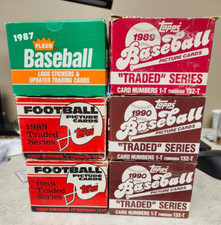 1987
FLEER
Baseball
LOGO STICKERS &
UPDATED TRADING CARDS
1989
Topps
Baseball
PICTURE CARDS
"TRADED" SERIES
CARD NUMBERS 1-T THROUGH 132-T
FOOTBALL
PICTURE
CARDS
1989
Traded
Series
Topps
1990
Topps
Baseball
PICTURE CARDS
"TRADED" SERIES
CARD NUMBERS 1-T THROUGH 132-T
FOOTBALL
PICTURE
CARDS
1989
Traded
Series
Topps
1990
Topps
Baseball
PICTURE CARDS
"TRADED" SERIES
CARD NUMBERS 1-T THROUGH 132-T